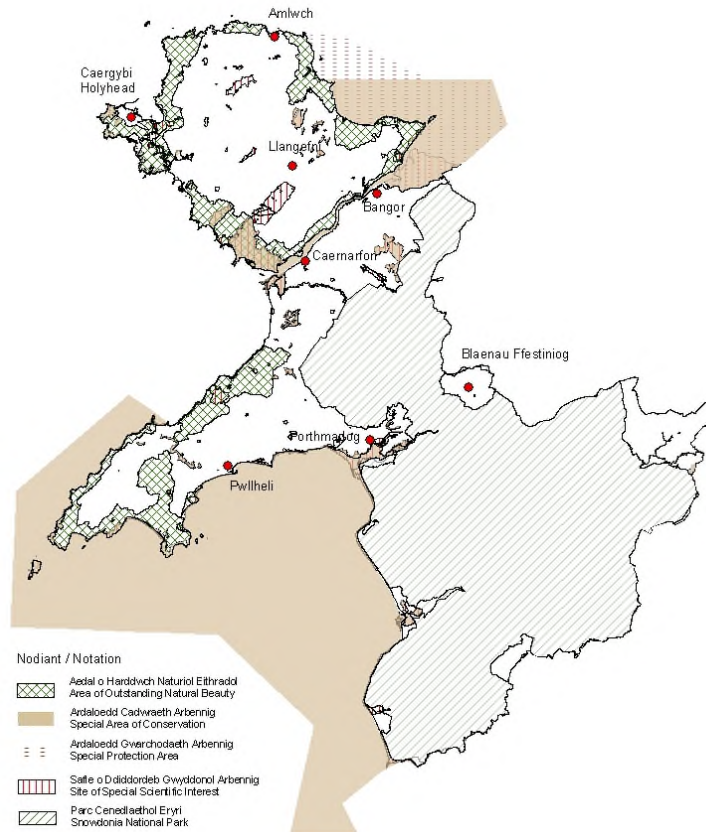 Amlwch
Caergybi
Holyhead
Llangefni
Bangor
Caernarfon
Blaenau Ffestiniog
Porthmadog
Pwllheli
Nodiant / Notation
Aedal o Harddwch Naturiol Eithradol
Area of Outstanding Natural Beauty
Ardaloedd Cadwraeth Arbennig
Special Area of Conservation
Ardaloedd Gwarchodaeth Arbennig
Special Protection Area
Safle o Ddiddordeb Gwyddonol Arbennig
Site of Special Scientific Interest
Parc Cenedlaethol Eryri
Snowdonia National Park